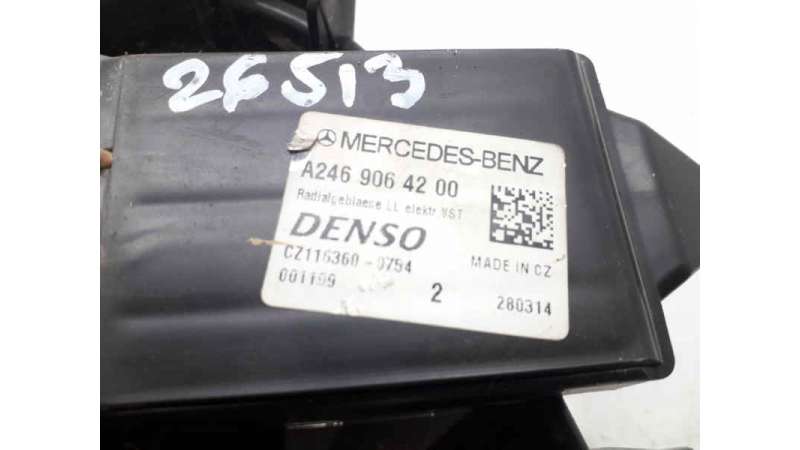 26513
MERCEDES-BENZ
A246 906 42 00
Radialgeblaese LL elektr VST
DENSO
CZ116360-0754
MADE IN CZ
001199
2
280314